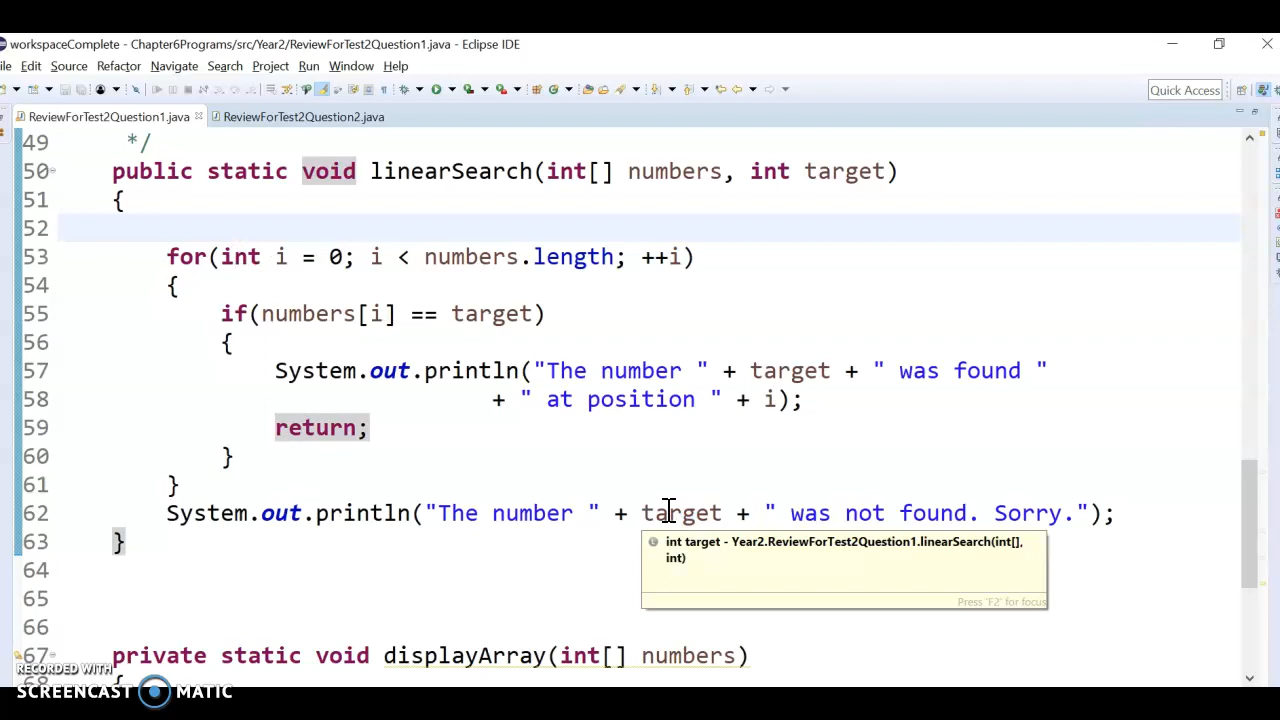 workspaceComplete - Chapter6Programs/src/Year2/ReviewForTest2Question1.java - Eclipse IDE
ile Edit Source Refactor Navigate Search Project Run Window Help
Quick Access
ReviewForTest2Question1.java ReviewForTest2Question2.java
49 */
50 public static void linearSearch(int[] numbers, int target)
51 {
52
53 for(int i = 0; i < numbers.length; ++i)
54 {
55 if(numbers[i] == target)
56 {
57 System.out.println("The number " + target + " was found "
58 + " at position " + i);
59 return;
60 }
61 }
62 System.out.println("The number " + target + " was not found. Sorry.");
63 }
int target - Year2.ReviewForTest2Question1.linearSearch(int[],
int)
Press 'F2' for focus
64
65
66
67 private static void displayArray(int[] numbers)
68 {
RECORDED WITH
SCREENCAST MATIC